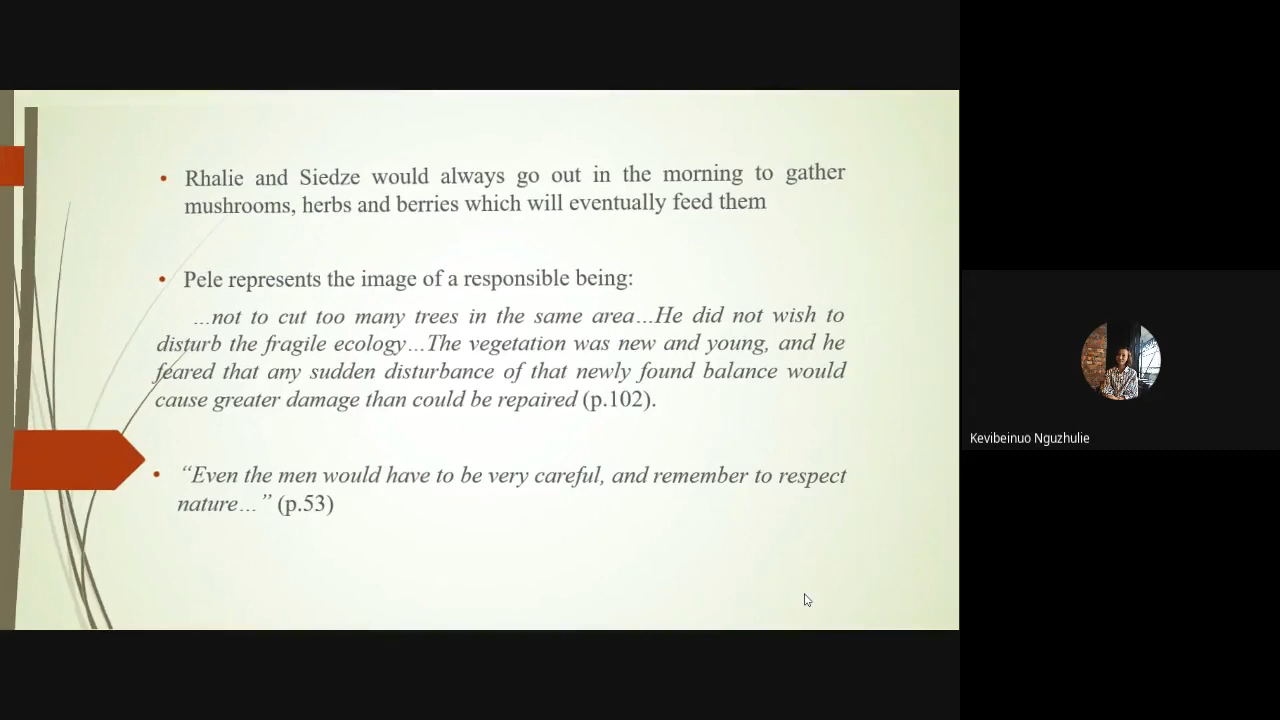 • Rhalie and Siedze would always go out in the morning to gather
mushrooms, herbs and berries which will eventually feed them
• Pele represents the image of a responsible being:
…not to cut too many trees in the same area…He did not wish to
disturb the fragile ecology…The vegetation was new and young, and he
feared that any sudden disturbance of that newly found balance would
cause greater damage than could be repaired (p.102).
Kevibeinuo Nguzhulie
• “Even the men would have to be very careful, and remember to respect
nature…” (p.53)